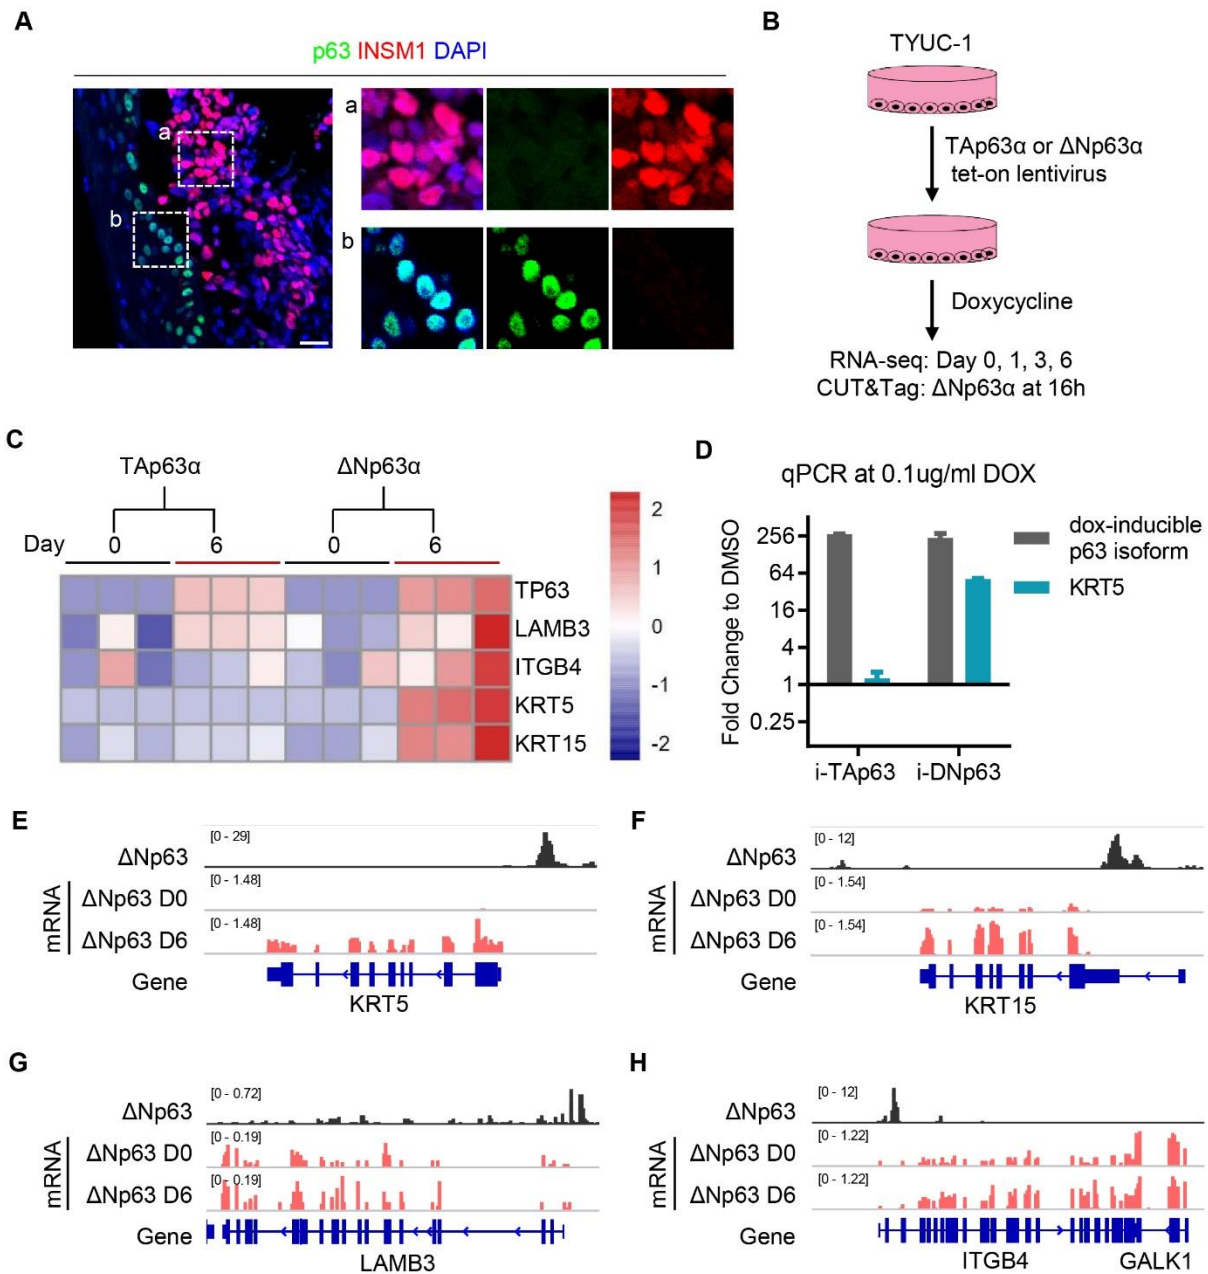 A
p63 INSM1 DAPI
a
b
a
b
B
TYUC-1
TAp63α or ΔNp63α
tet-on lentivirus
Doxycycline
RNA-seq: Day 0, 1, 3, 6
CUT&Tag: ΔNp63α at 16h
C
TAp63α
ΔNp63α
Day 0 6 0 6
TP63
LAMB3
ITGB4
KRT5
KRT15
2
1
0
-1
-2
D
qPCR at 0.1ug/ml DOX
Fold Change to DMSO
256
64
16
4
1
0.25
i-TAp63 i-DNp63
dox-inducible
p63 isoform
KRT5
E
ΔNp63 [0 - 29]
mRNA
ΔNp63 D0 [0 - 1.48]
ΔNp63 D6 [0 - 1.48]
Gene
KRT5
F
ΔNp63 [0 - 12]
mRNA
ΔNp63 D0 [0 - 1.54]
ΔNp63 D6 [0 - 1.54]
Gene
KRT15
G
ΔNp63 [0 - 0.72]
mRNA
ΔNp63 D0 [0 - 0.19]
ΔNp63 D6 [0 - 0.19]
Gene
LAMB3
H
ΔNp63 [0 - 12]
mRNA
ΔNp63 D0 [0 - 1.22]
ΔNp63 D6 [0 - 1.22]
Gene
ITGB4 GALK1